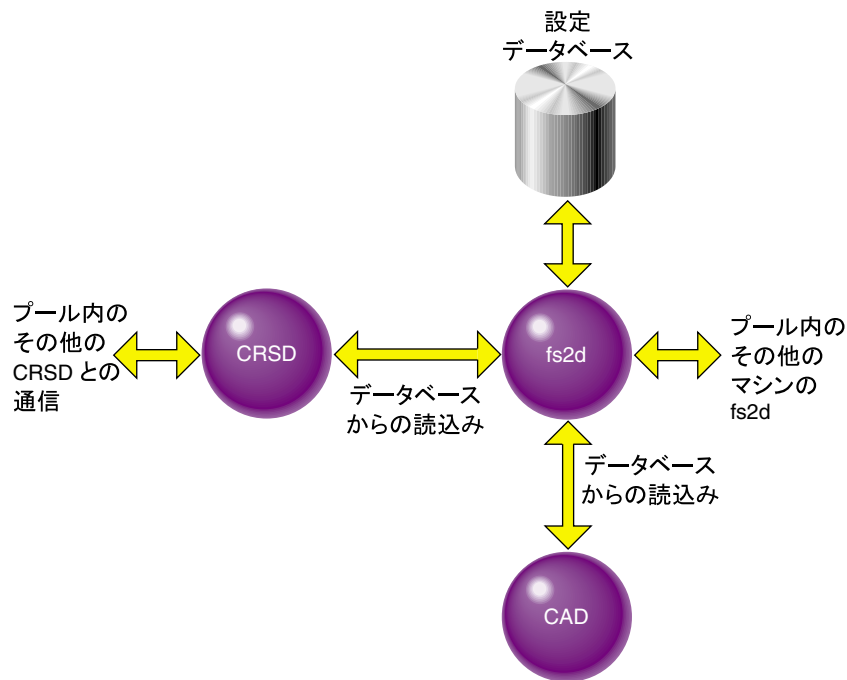 設定
データベース
プール内の
その他の
CRSD との
通信
CRSD
データベース
からの読込み
fs2d
プール内の
その他の
マシンの
fs2d
データベース
からの読込み
CAD